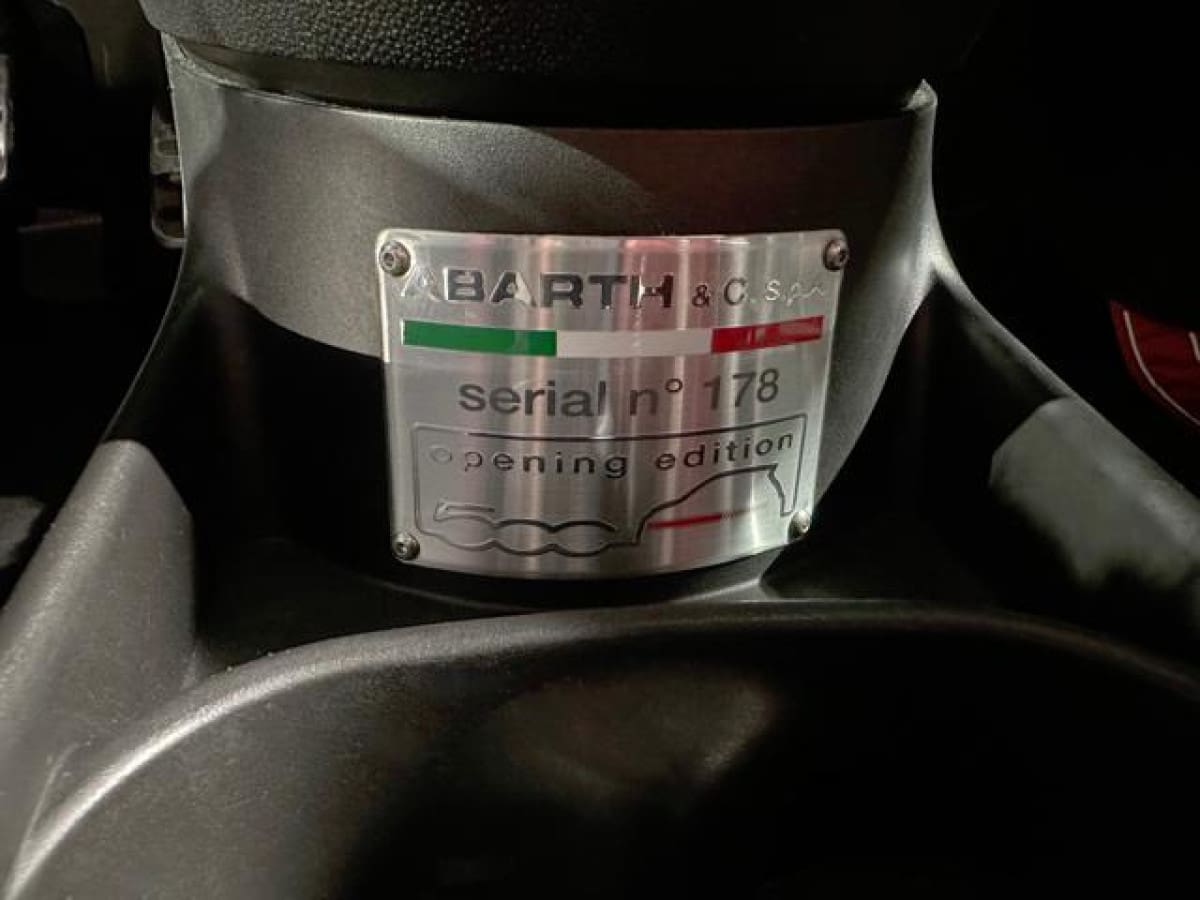 ABARTH & C. s.p.a
serial n° 178
opening edition
500